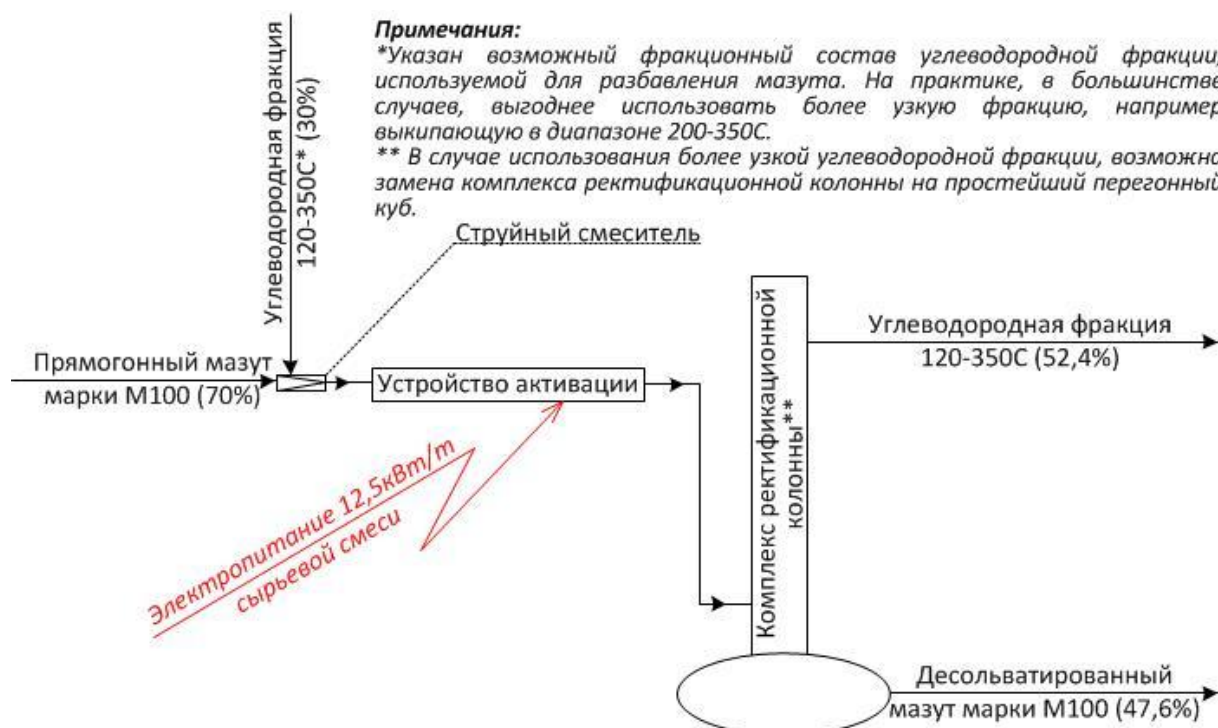 Примечания:
*Указан возможный фракционный состав углеводородной фракции,
используемой для разбавления мазута. На практике, в большинстве
случаев, выгоднее использовать более узкую фракцию, например
выкипающую в диапазоне 200-350С.
** В случае использования более узкой углеводородной фракции, возможна
замена комплекса ректификационной колонны на простейший перегонный
куб.
Углеводородная фракция
120-350С* (30%)
Струйный смеситель
Прямогонный мазут
марки М100 (70%)
Устройство активации
Электропитание 12,5кВт/т
сырьевой смеси
Комплекс ректификационной
колонны**
Углеводородная фракция
120-350С (52,4%)
Десольватированный
мазут марки М100 (47,6%)